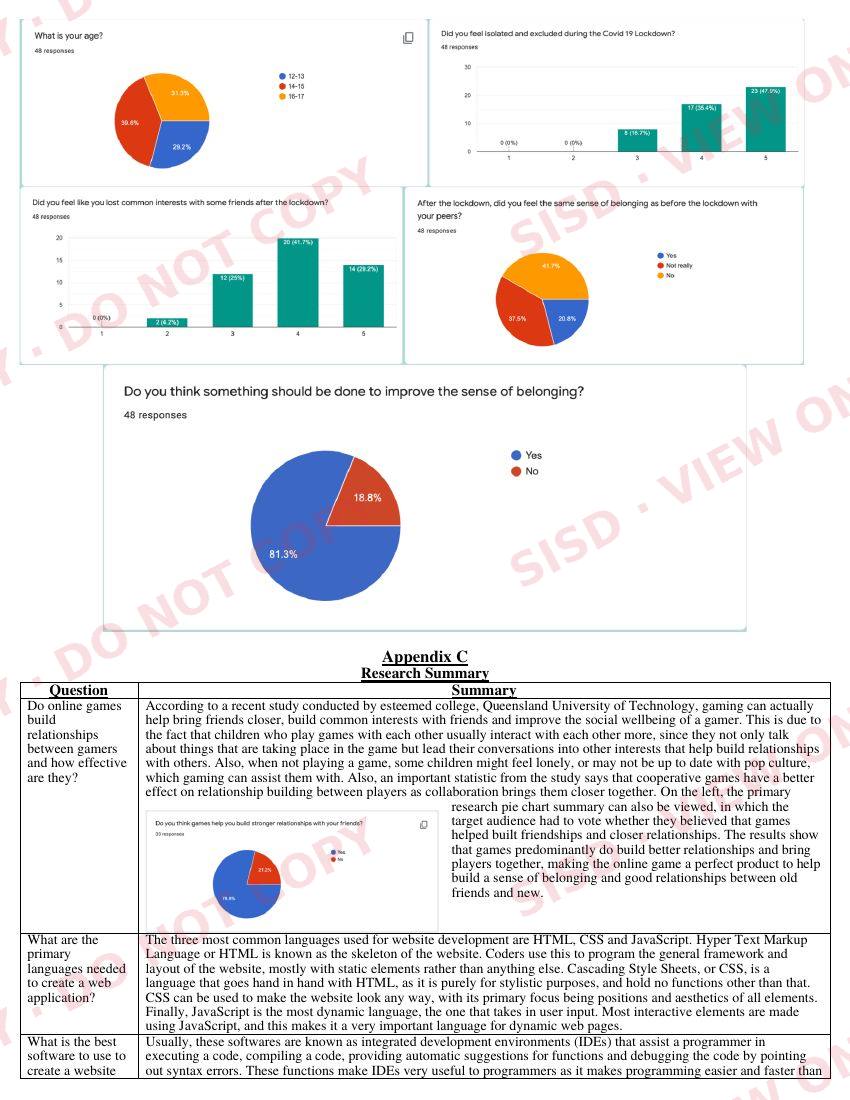 What is your age?
48 responses
31.3%
39.6%
29.2%
12-13
14-15
16-17
Did you feel isolated and excluded during the Covid 19 Lockdown?
48 responses
30
20
10
0
0 (0%)
0 (0%)
8 (16.7%)
17 (35.4%)
23 (47.9%)
1 2 3 4 5
Did you feel like you lost common interests with some friends after the lockdown?
48 responses
20
15
10
5
0
0 (0%)
2 (4.2%)
12 (25%)
20 (41.7%)
14 (29.2%)
1 2 3 4 5
After the lockdown, did you feel the same sense of belonging as before the lockdown with
your peers?
48 responses
41.7%
37.5%
20.8%
Yes
Not really
No
Do you think something should be done to improve the sense of belonging?
48 responses
18.8%
81.3%
Yes
No
Appendix C
Research Summary
Question
Summary
Do online games
build
relationships
between gamers
and how effective
are they?
According to a recent study conducted by esteemed college, Queensland University of Technology, gaming can actually
help bring friends closer, build common interests with friends and improve the social wellbeing of a gamer. This is due to
the fact that children who play games with each other usually interact with each other more, since they not only talk
about things that are taking place in the game but lead their conversations into other interests that help build relationships
with others. Also, when not playing a game, some children might feel lonely, or may not be up to date with pop culture,
which gaming can assist them with. Also, an important statistic from the study says that cooperative games have a better
effect on relationship building between players as collaboration brings them closer together. On the left, the primary
research pie chart summary can also be viewed, in which the
target audience had to vote whether they believed that games
helped built friendships and closer relationships. The results show
that games predominantly do build better relationships and bring
players together, making the online game a perfect product to help
build a sense of belonging and good relationships between old
friends and new.
Do you think games help you build stronger relationships with your friends?
33 responses
21.2%
78.8%
Yes
No
What are the
primary
languages needed
to create a web
application?
The three most common languages used for website development are HTML, CSS and JavaScript. Hyper Text Markup
Language or HTML is known as the skeleton of the website. Coders use this to program the general framework and
layout of the website, mostly with static elements rather than anything else. Cascading Style Sheets, or CSS, is a
language that goes hand in hand with HTML, as it is purely for stylistic purposes, and hold no functions other than that.
CSS can be used to make the website look any way, with its primary focus being positions and aesthetics of all elements.
Finally, JavaScript is the most dynamic language, the one that takes in user input. Most interactive elements are made
using JavaScript, and this makes it a very important language for dynamic web pages.
What is the best
software to use to
create a website
Usually, these softwares are known as integrated development environments (IDEs) that assist a programmer in
executing a code, compiling a code, providing automatic suggestions for functions and debugging the code by pointing
out syntax errors. These functions make IDEs very useful to programmers as it makes programming easier and faster than
SISD · VIEW ON
Y · DO NOT COPY
SISD · VIEW ON
Y · DO NOT COPY
SISD · VIEW ON
Y · DO NOT COPY
VIEW ON